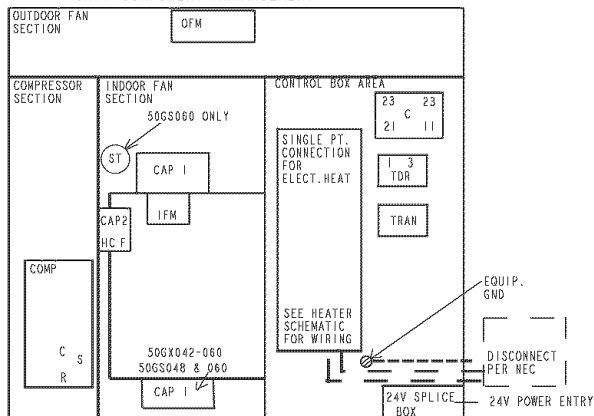 OUTDOOR FAN
SECTION
OFM
COMPRESSOR
SECTION
INDOOR FAN
SECTION
CONTROL BOX AREA
50GS060 ONLY
ST
CAP 1
IFM
CAP2
HC F
COMP
C
S
R
50GX042-060
50GS048 & 060
CAP 1
SINGLE PT.
CONNECTION
FOR
ELECT.HEAT
SEE HEATER
SCHEMATIC
FOR WIRING
23 23
C
21 11
1 3
TDR
TRAN
EQUIP.
GND
DISCONNECT
PER NEC
24V SPLICE
BOX
24V POWER ENTRY